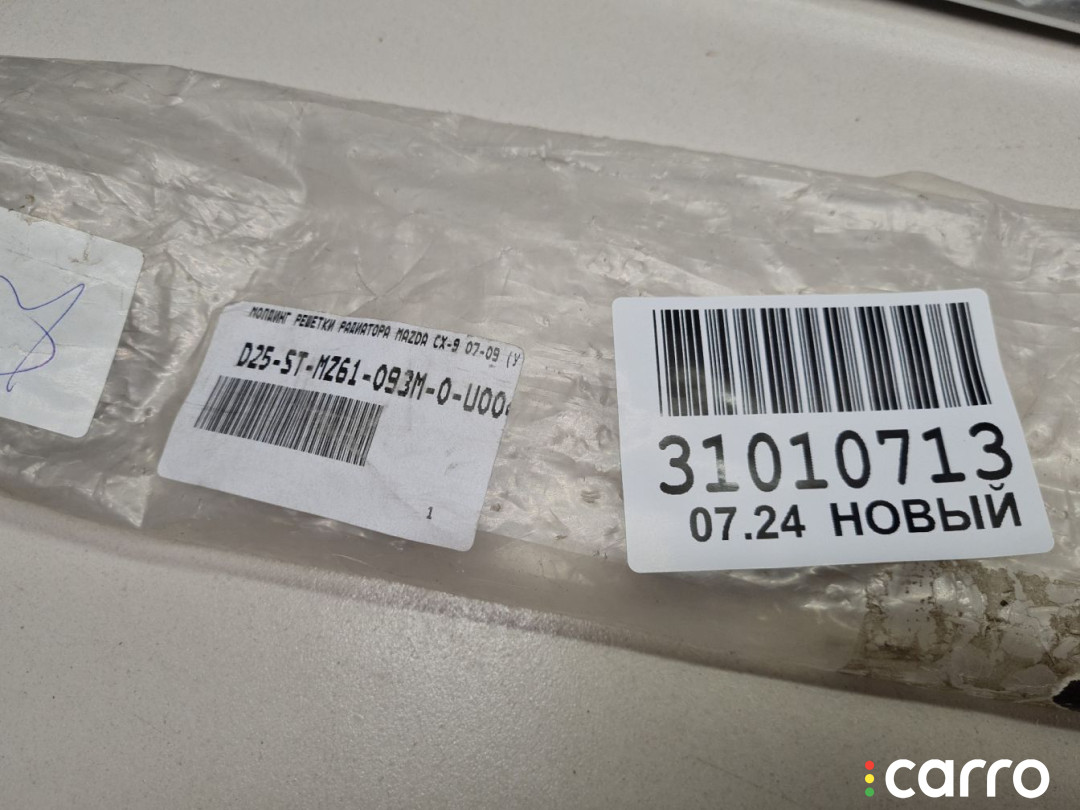 МОЛДИНГ РЕШЕТКИ РАДИАТОРА MAZDA CX-9 07-09 (У
D25-ST-MZ61-093M-0-U00
1
31010713
07.24 НОВЫЙ
carro